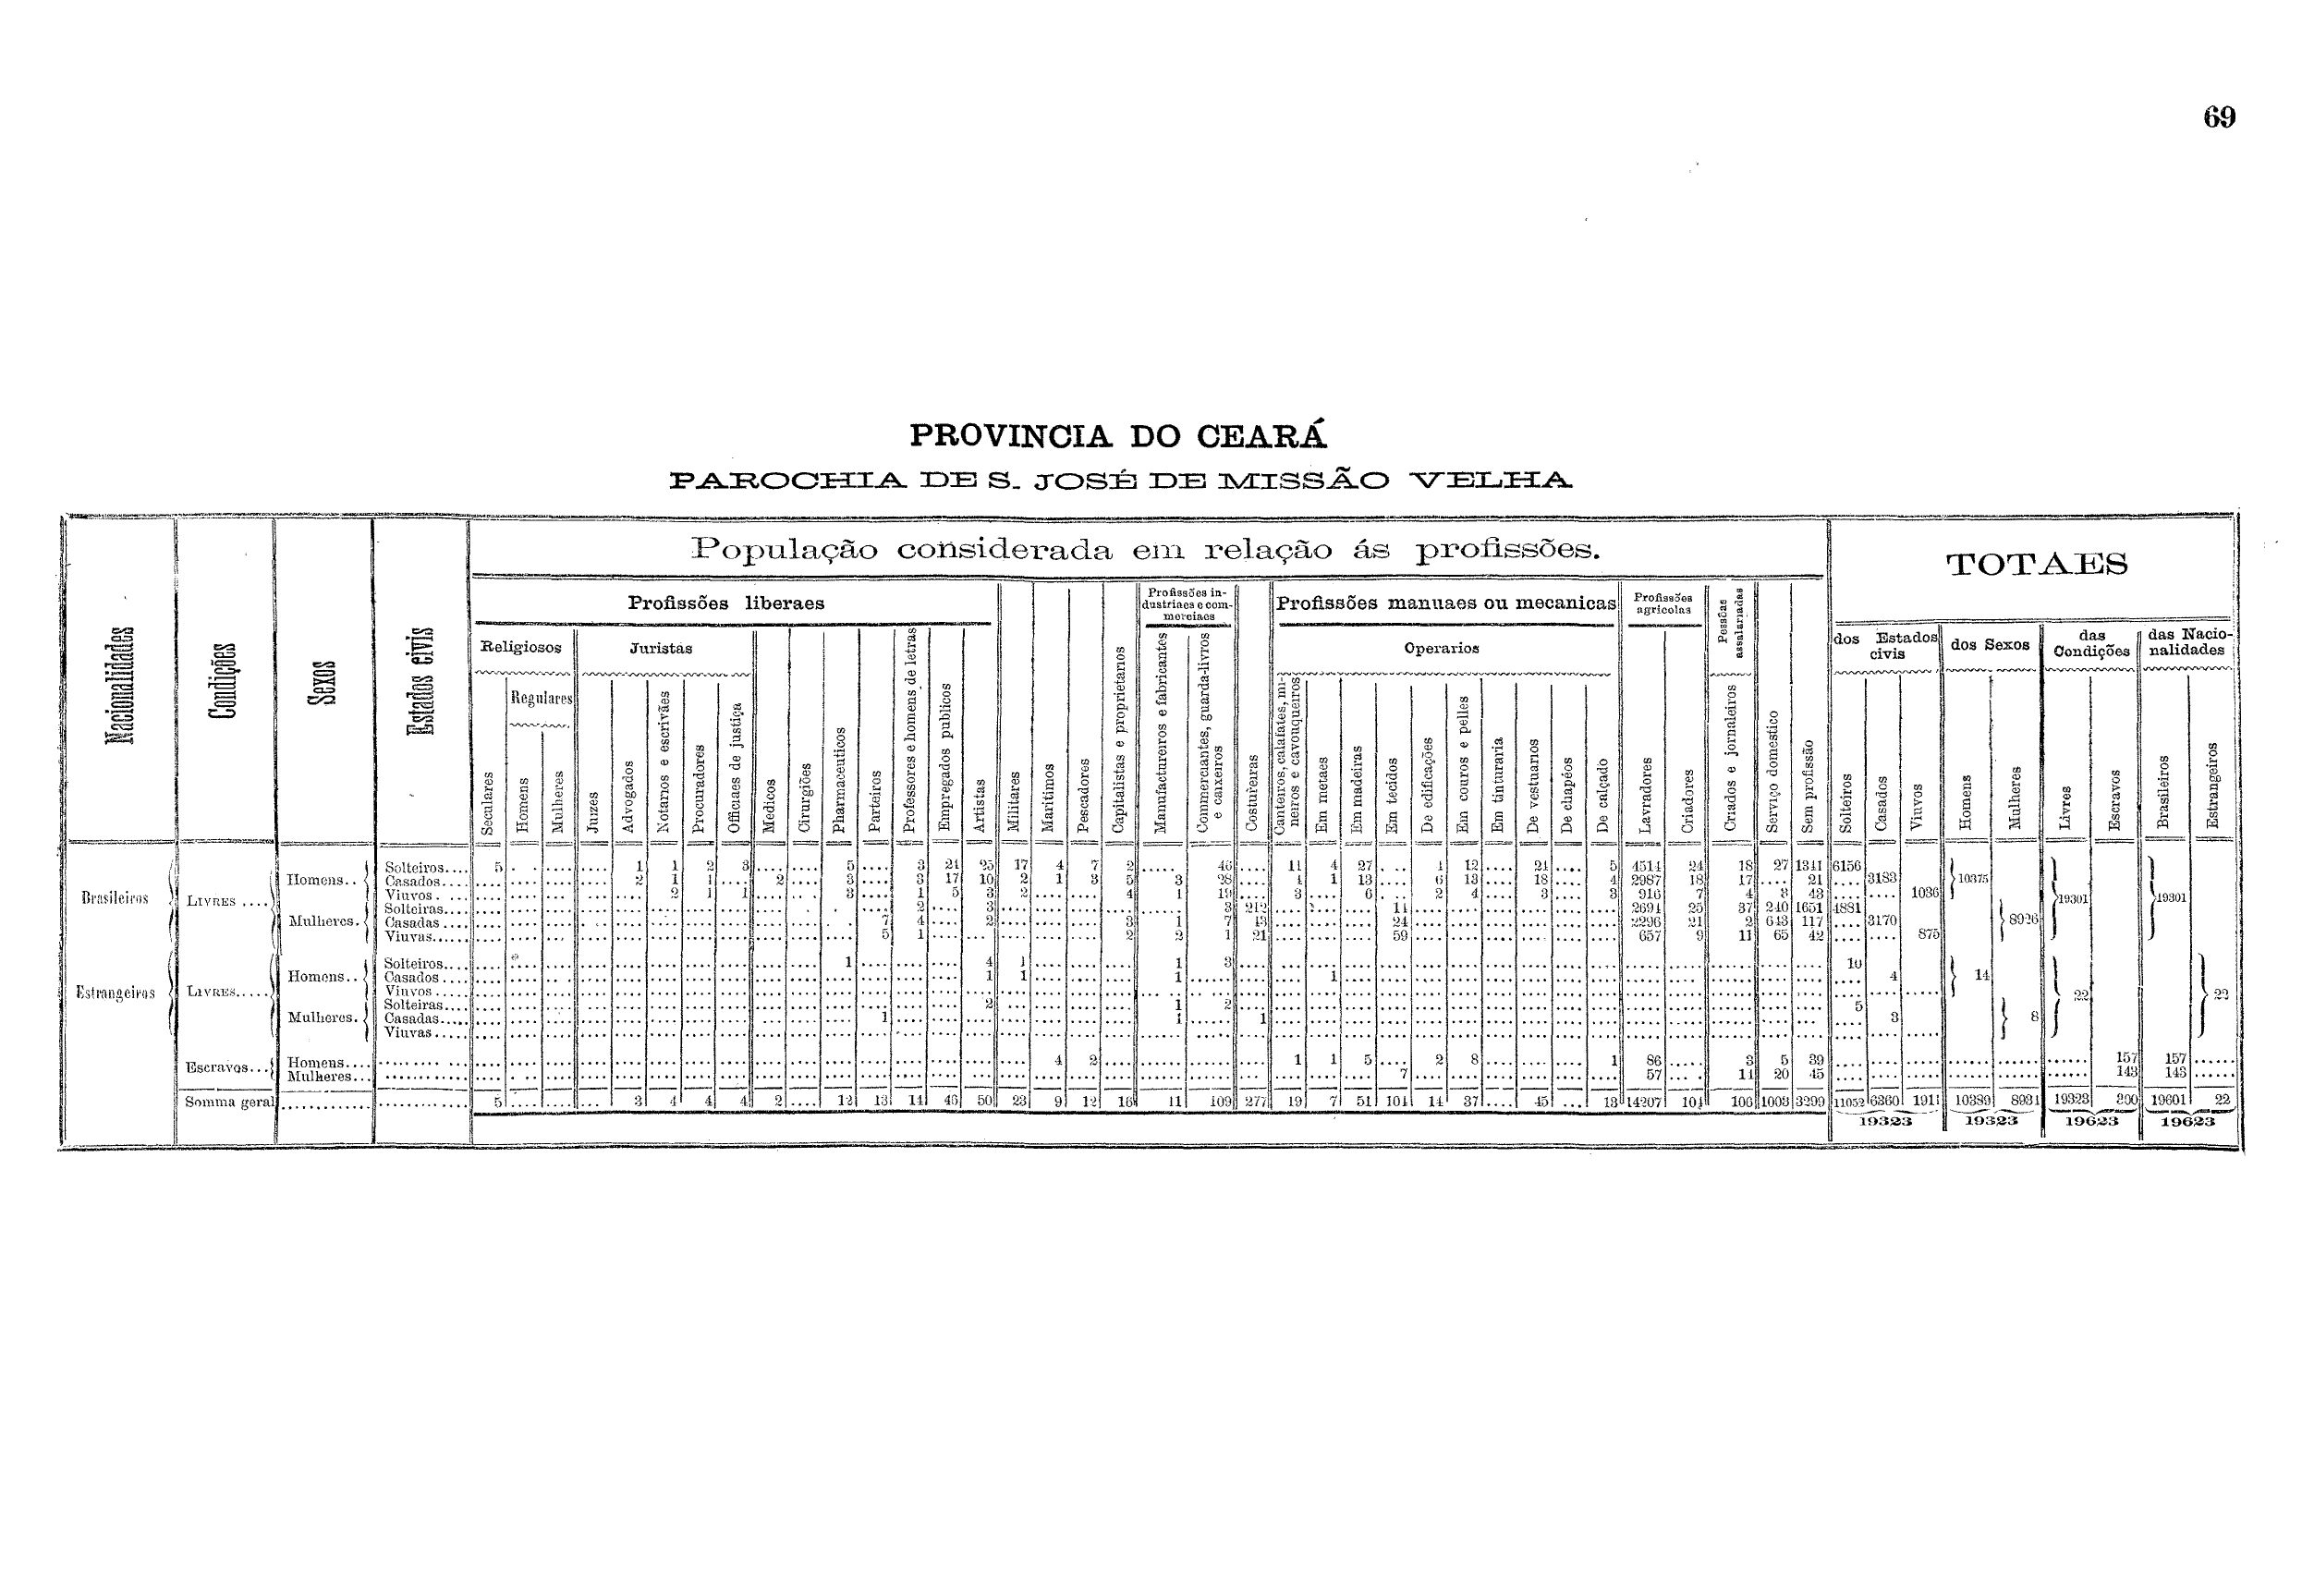 69
PROVINCIA DO CEARÁ
PAROCHIA DE S. JOSÉ DE MISSÃO VELHA
Nacionalidades
Condições
Sexos
Estados civis
População considerada em relação ás profissões.
TOTAES
Profissões liberaes
Profissões industriaes e commerciaes
Profissões manuaes ou mecanicas
Profissões agricolas
Pessôas assalariadas
Religiosos
Juristas
Operarios
dos Estados civis
dos Sexos
das Condições
das Nacionalidades
Regulares
Seculares
Homens
Mulheres
Juizes
Advogados
Notarios e escrivães
Procuradores
Officiaes de justiça
Medicos
Cirurgiões
Pharmaceuticos
Parteiros
Professores e homens de letras
Empregados publicos
Artistas
Militares
Maritimos
Pescadores
Capitalistas e proprietarios
Manufactureiros e fabricantes
Commerciantes, guarda-livros e caixeiros
Costureiras
Canteiros, calafates, mineiros e cavouqueiros
Em metaes
Em madeiras
Em tecidos
De edificações
Em couros e pelles
Em tinturaria
De vestuarios
De chapéos
De calçado
Lavradores
Criadores
Criados e jornaleiros
Serviço domestico
Sem profissão
Solteiros
Casados
Viuvos
Homens
Mulheres
Livres
Escravos
Brasileiros
Estrangeiros
Brasileiros LIVRES .... Homens.. Solteiros.... 5 1 1 2 3 5 3 21 25 17 4 7 2 46 11 4 27 12 21 5 4514 24 18 27 1341 6156
Casados.... 2 1 1 2 3 3 17 10 2 1 3 5 3 28 1 13 6 13 18 4 2987 18 17 21 3183 10375
Viuvos.... 2 1 1 3 1 5 3 2 4 1 19 3 6 2 4 3 3 916 7 4 3 43 1036
Mulheres. Solteiras.... 2 3 3 212 11 2691 25 37 240 1651 4881
Casadas.... 7 4 2 3 1 7 43 24 2296 21 2 643 117 3170 8926
Viuvas...... 5 1 2 2 1 21 59 657 9 11 65 42 875
19301 19301
Estrangeiros LIVRES..... Homens.. Solteiros.... 1 4 1 1 3 10
Casados.... 1 1 1 1 4 14
Viuvos....
Mulheres. Solteiras.... 2 1 2 5
Casadas.... 1 1 1 3 8
Viuvas....
22 22
Escravos... Homens.... 4 2 1 1 5 2 8 1 86 3 5 39 157 157
Mulheres... 7 57 11 20 45 143 143
Somma geral 5 3 4 4 4 2 12 13 14 46 50 23 9 12 16 11 109 277 19 7 51 101 14 37 45 13 14207 104 106 1003 3299 11052 6360 1911 10389 8934 19323 300 19601 22
19323 19323 19623 19623